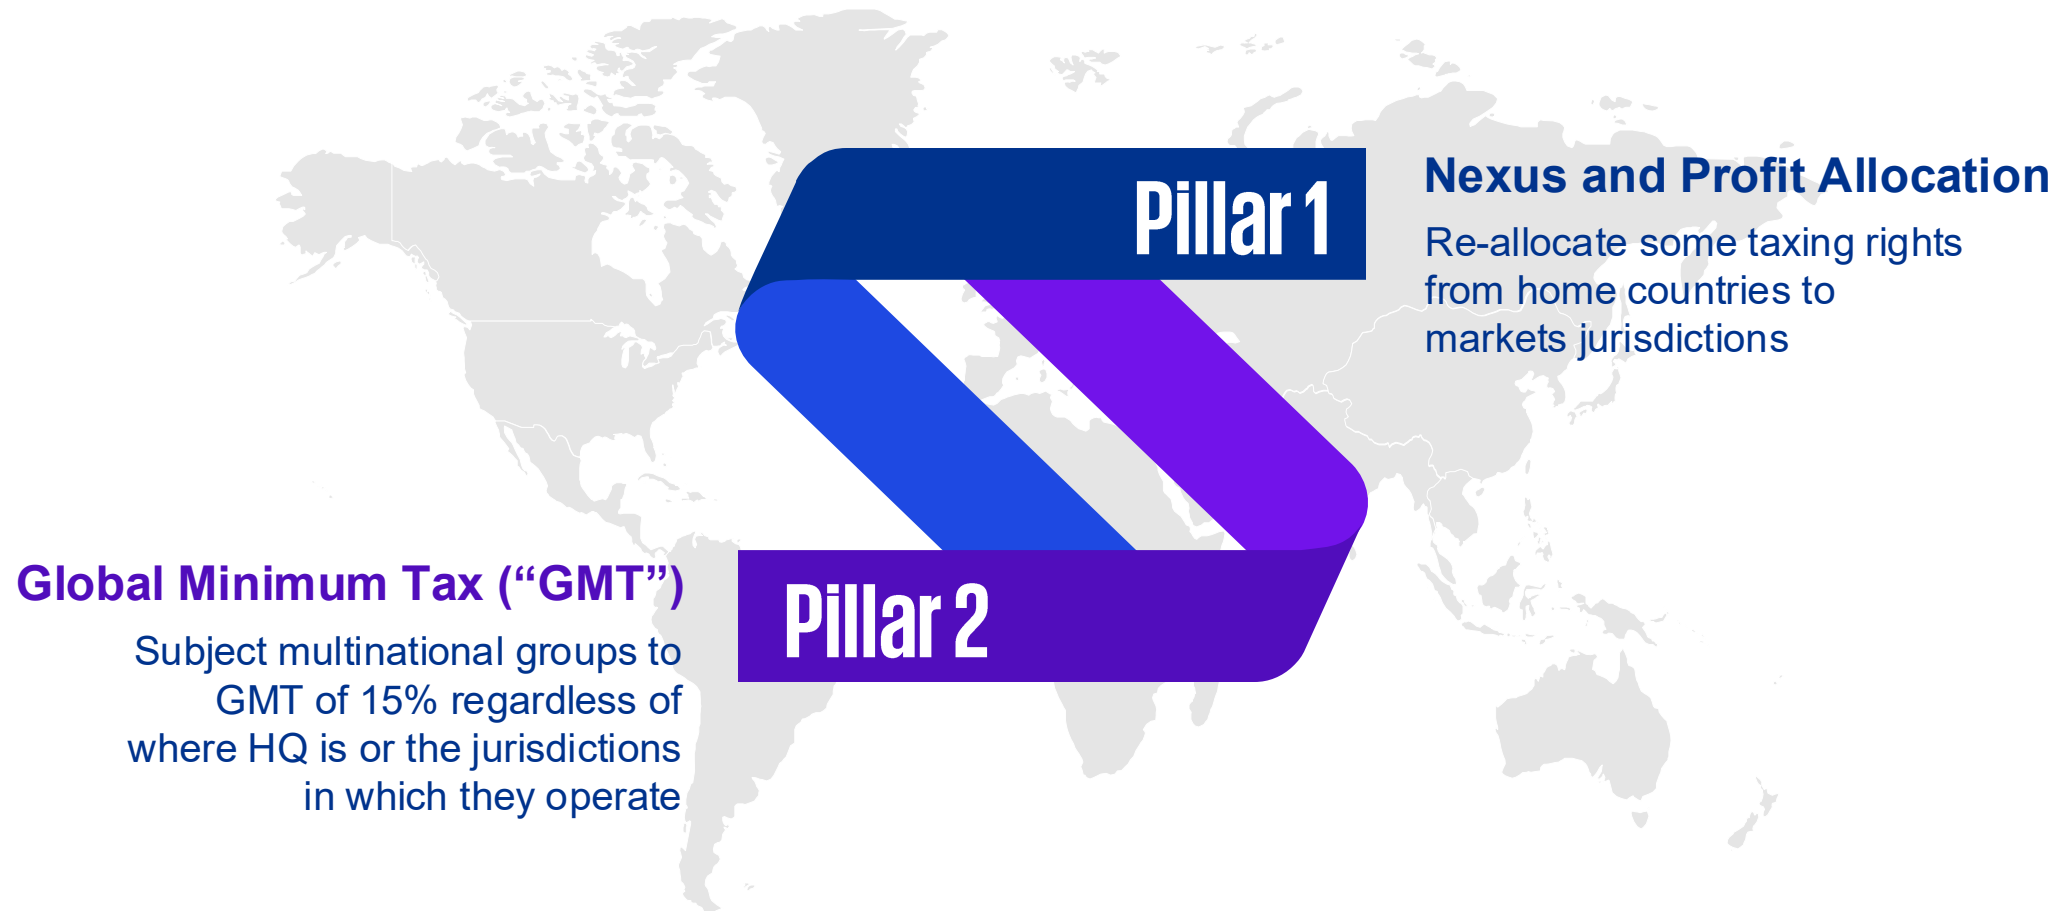 Pillar 1
Nexus and Profit Allocation
Re-allocate some taxing rights
from home countries to
markets jurisdictions
Global Minimum Tax (“GMT”)
Subject multinational groups to
GMT of 15% regardless of
where HQ is or the jurisdictions
in which they operate
Pillar 2